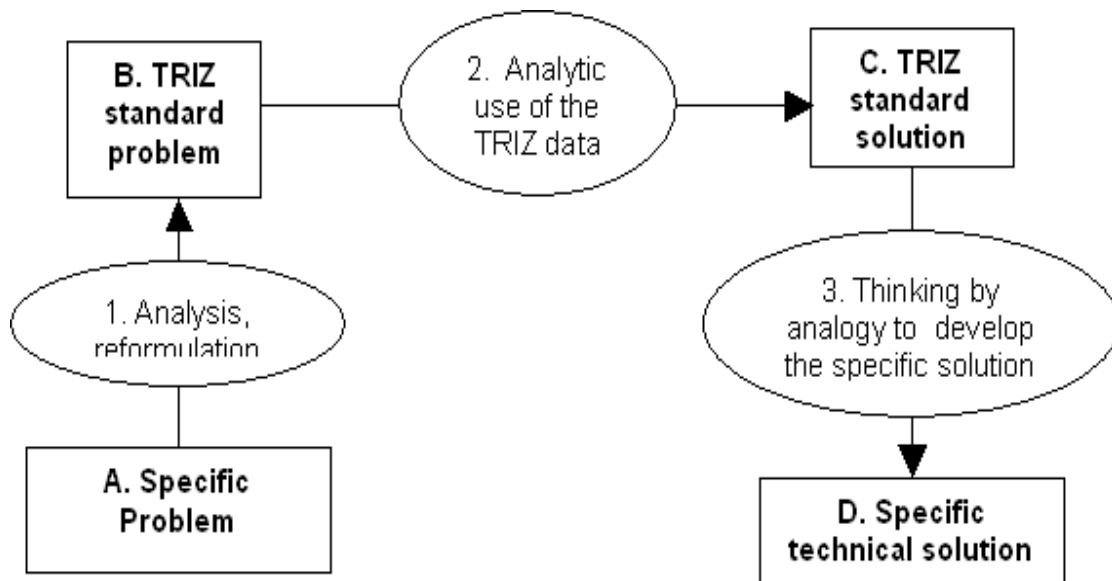 B. TRIZ
standard
problem
2. Analytic
use of the
TRIZ data
C. TRIZ
standard
solution
1. Analysis,
reformulation
3. Thinking by
analogy to develop
the specific solution
A. Specific
Problem
D. Specific
technical solution